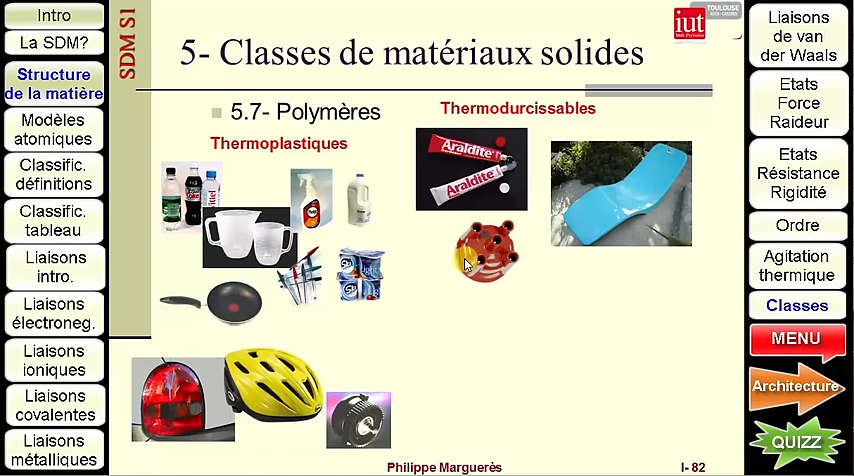 Intro
La SDM?
Structure
de la matière
Modèles
atomiques
Classific.
définitions
Classific.
tableau
Liaisons
intro.
Liaisons
électroneg.
Liaisons
ioniques
Liaisons
covalentes
Liaisons
métalliques
SDM S1
iut
TOULOUSE
5- Classes de matériaux solides
5.7- Polymères
Thermoplastiques
Thermodurcissables
Araldite
Araldite
Philippe Marguerès
I- 82
Liaisons
de van
der Waals
Etats
Force
Raideur
Etats
Résistance
Rigidité
Ordre
Agitation
thermique
Classes
MENU
Architecture
QUIZZ